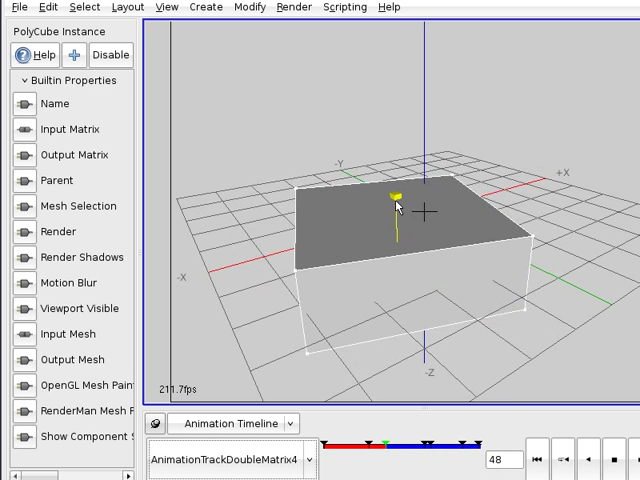 File Edit Select Layout View Create Modify Render Scripting Help
PolyCube Instance
Help Disable
Builtin Properties
Name
Input Matrix
Output Matrix
Parent
Mesh Selection
Render
Render Shadows
Motion Blur
Viewport Visible
Input Mesh
Output Mesh
OpenGL Mesh Pain
RenderMan Mesh F
Show Component S
-Y
+X
-X
-Z
211.7fps
Animation Timeline
AnimationTrackDoubleMatrix4 48